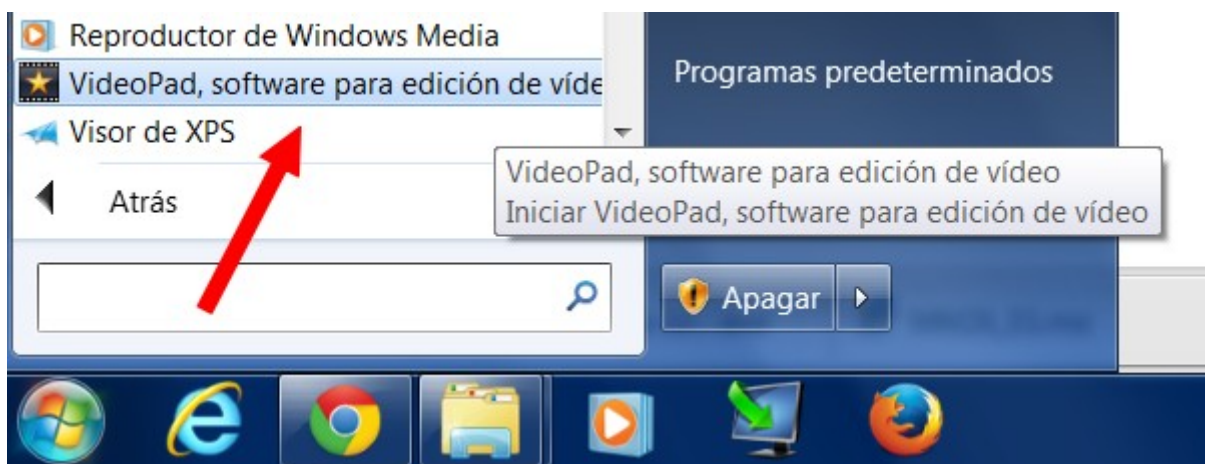 Reproductor de Windows Media
VideoPad, software para edición de víde
Visor de XPS
Atrás
Programas predeterminados
VideoPad, software para edición de vídeo
Iniciar VideoPad, software para edición de vídeo
Apagar